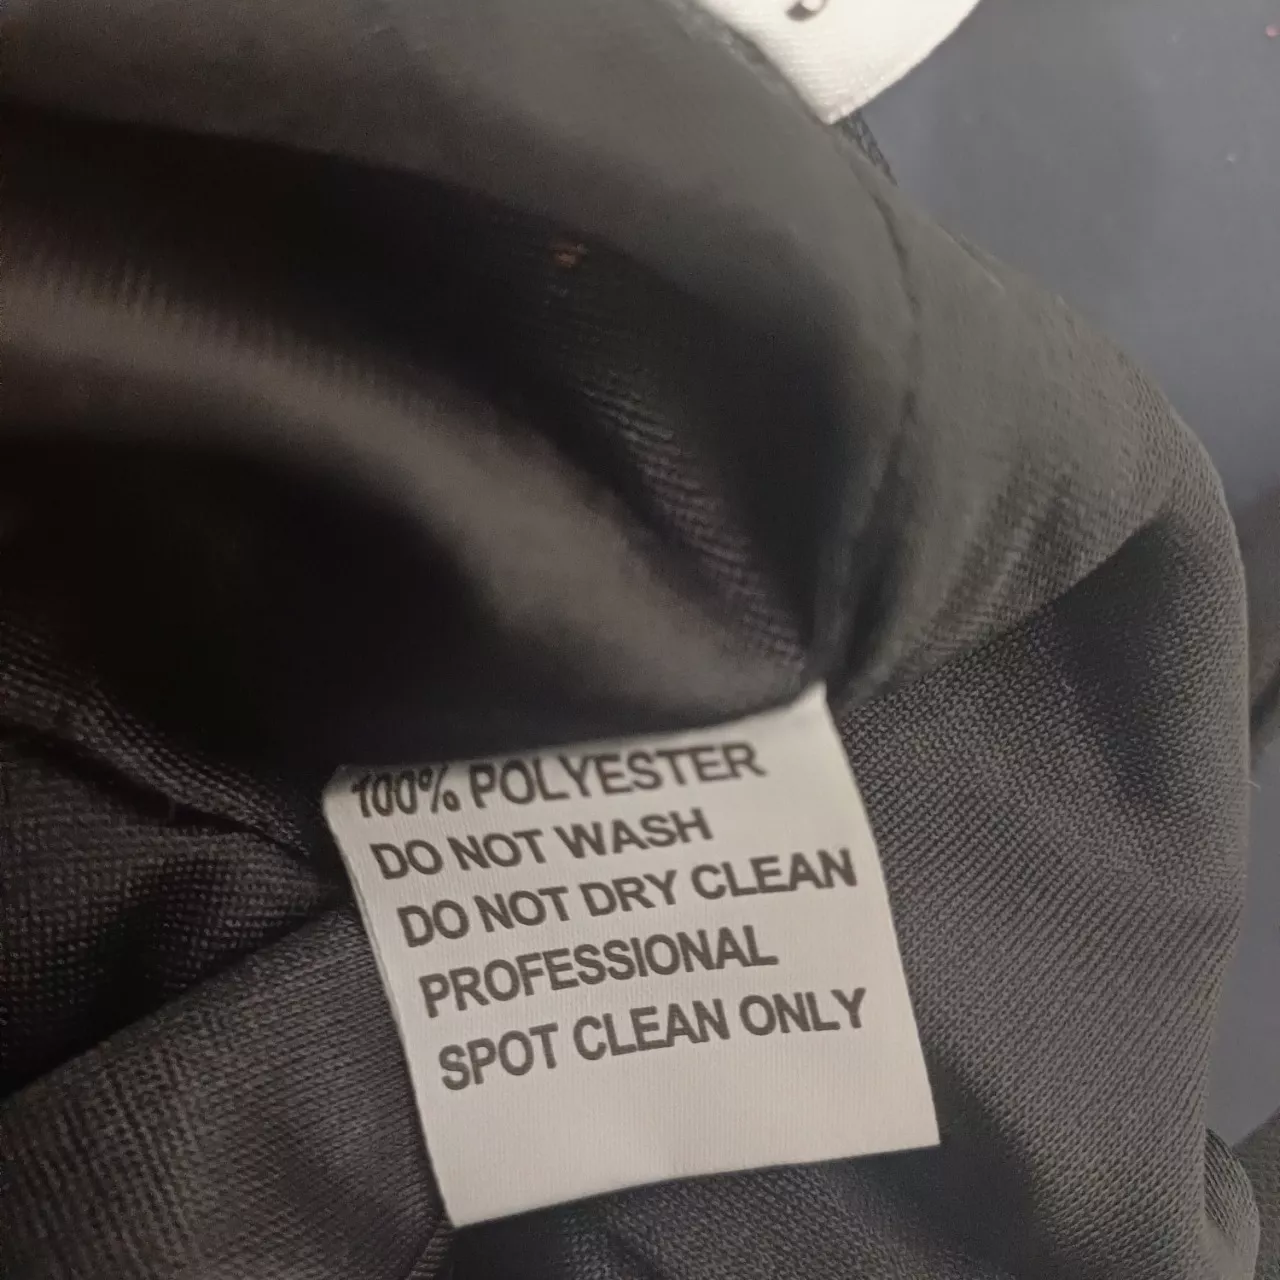 100% POLYESTER
DO NOT WASH
DO NOT DRY CLEAN
PROFESSIONAL
SPOT CLEAN ONLY